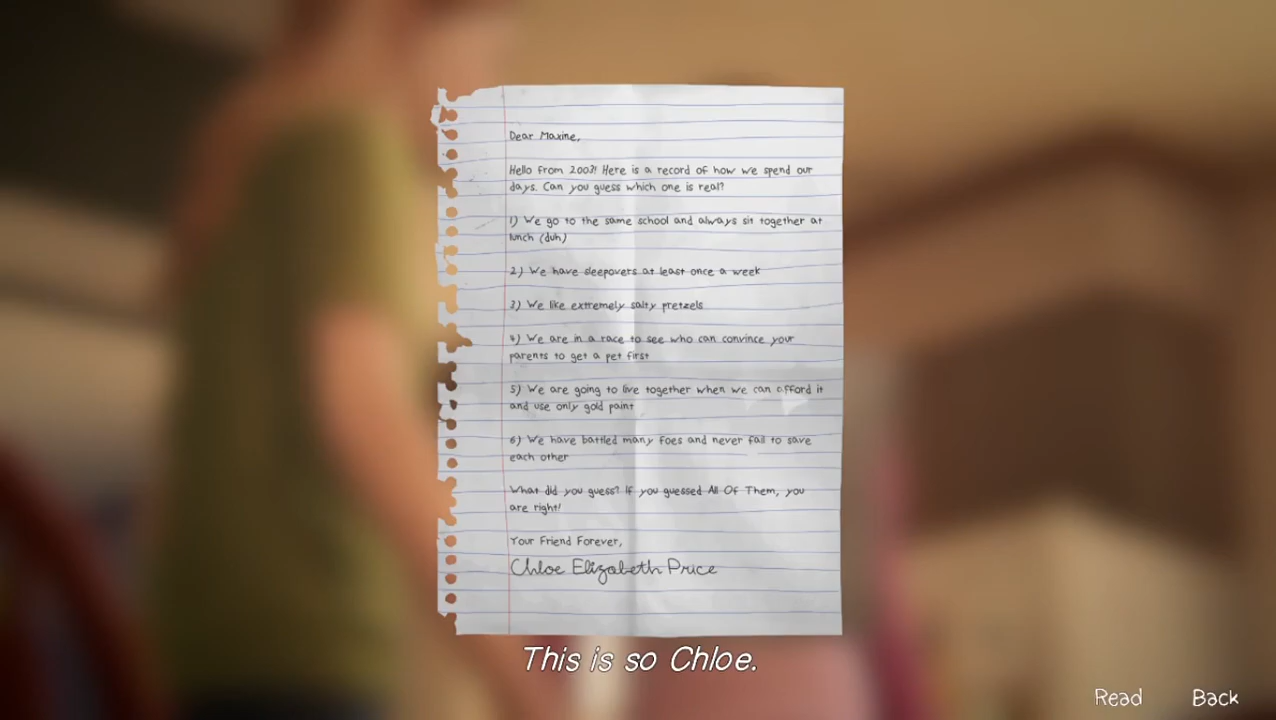 Dear Maxine,
Hello from 2003! Here is a record of how we spend our
days. Can you guess which one is real?
1) We go to the same school and always sit together at
lunch (duh)
2) We have sleepovers at least once a week
3) We like extremely salty pretzels
4) We are in a race to see who can convince your
parents to get a pet first
5) We are going to live together when we can afford it
and use only gold paint
6) We have battled many foes and never fail to save
each other
What did you guess? If you guessed All Of Them, you
are right!
Your Friend Forever,
Chloe Elizabeth Price
This is so Chloe.
Read Back